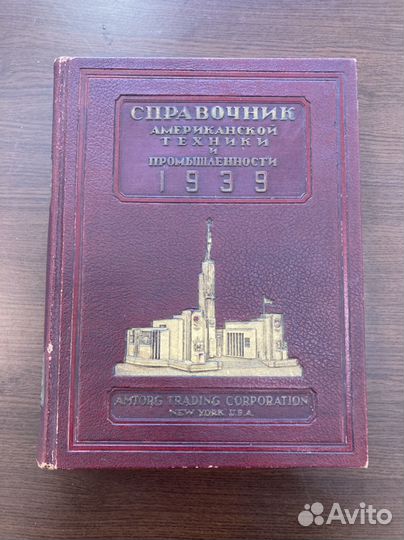 СПРАВОЧНИК
АМЕРИКАНСКОЙ
ТЕХНИКИ
И
ПРОМЫШЛЕННОСТИ
1939
AMTORG TRADING CORPORATION
NEW YORK U.S.A.
Avito